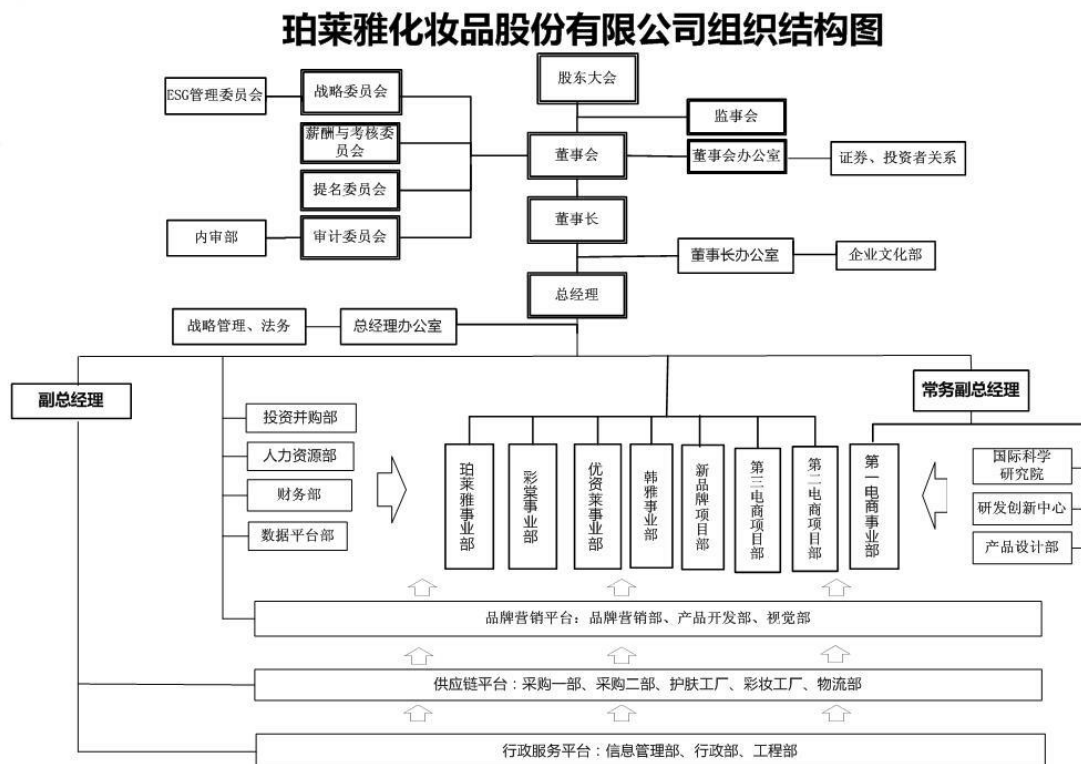 珀莱雅化妆品股份有限公司组织结构图
股东大会
ESG管理委员会
战略委员会
监事会
薪酬与考核委
员会
董事会
董事会办公室
证券、投资者关系
提名委员会
董事长
内审部
审计委员会
董事长办公室
企业文化部
总经理
战略管理、法务
总经理办公室
副总经理
常务副总经理
投资并购部
人力资源部
财务部
数据平台部
珀莱雅事业部
彩棠事业部
优资莱事业部
韩雅事业部
新品牌项目部
第三电商项目部
第二电商项目部
第一电商事业部
国际科学
研究院
研发创新中心
产品设计部
品牌营销平台：品牌营销部、产品开发部、视觉部
供应链平台：采购一部、采购二部、护肤工厂、彩妆工厂、物流部
行政服务平台：信息管理部、行政部、工程部